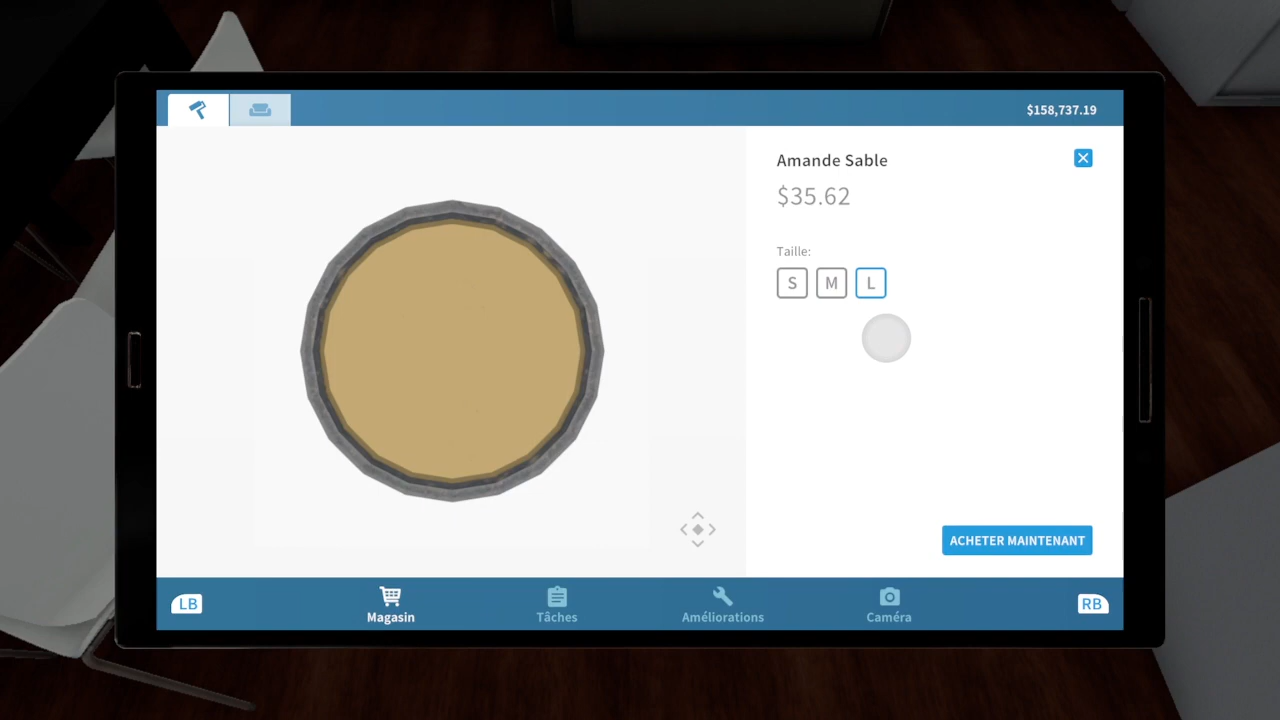 $158,737.19
Amande Sable
$35.62
Taille:
S M L
ACHETER MAINTENANT
LB
Magasin
Tâches
Améliorations
Caméra
RB